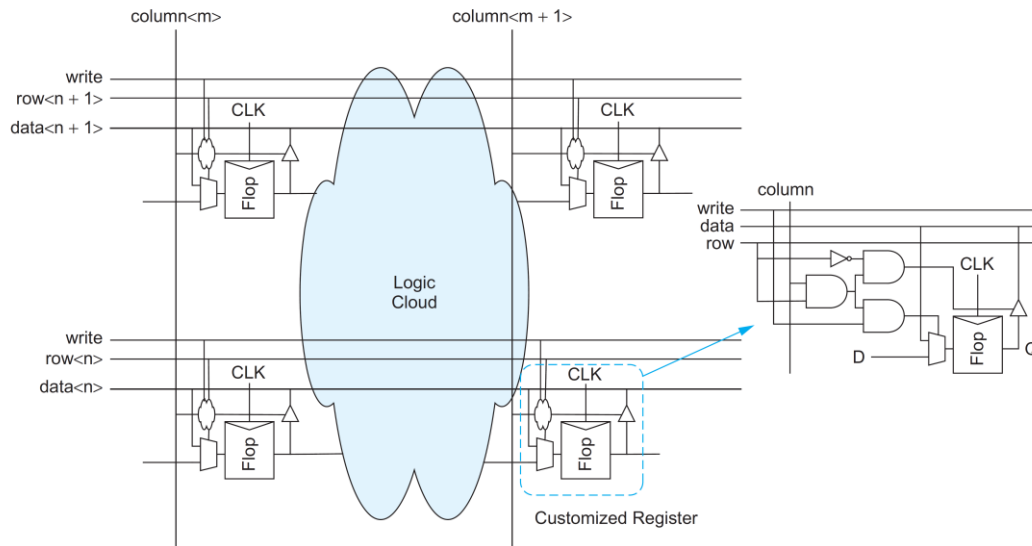 column<m>
column<m + 1>
write
row<n + 1>
data<n + 1>
CLK
CLK
Flop
Flop
column
write
data
row
CLK
Logic
Cloud
Flop
D
Q
write
row<n>
data<n>
CLK
CLK
Flop
Flop
Customized Register